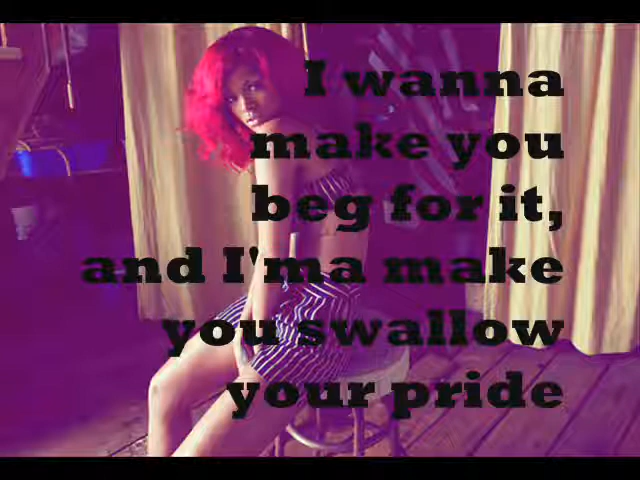 I wanna
make you
beg for it,
and I'ma make
you swallow
your pride